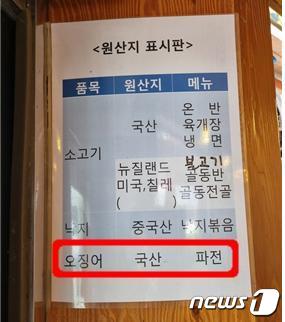 <원산지 표시판>
품목 원산지 메뉴
소고기 국산 온 반
육개장
냉 면
뉴질랜드
미국,칠레
( ) 불고기
골동반
골동전골
낙지 중국산 낙지볶음
오징어 국산 파전
뉴스1